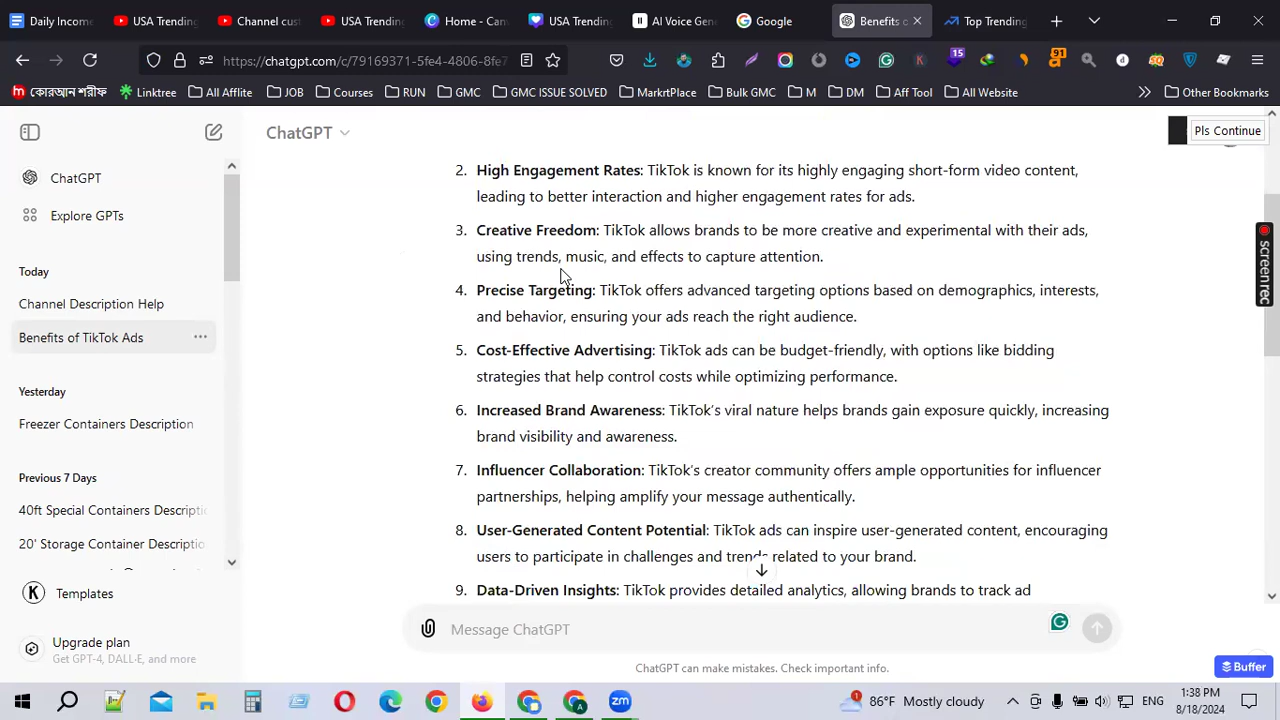 Daily Income
USA Trending
Channel cust
USA Trending
Home - Can
USA Trending
AI Voice Gene
Google
Benefits o
Top Trending
https://chatgpt.com/c/9169371-5fe4-4806-8fe7
15
91
কোরআন শরীফ
Linktree
All Affiite
JOB
Courses
RUN
GMC
GMC ISSUE SOLVED
MarkrtPlace
Bulk GMC
M
DM
Aff Tool
All Website
Other Bookmarks
ChatGPT
Pls Continue
ChatGPT
Explore GPTs
Today
Channel Description Help
Benefits of TikTok Ads
Yesterday
Freezer Containers Description
Previous 7 Days
40ft Special Containers Descripti
20' Storage Container Descriptio
Templates
Upgrade plan
Get GPT-4, DALL·E, and more
2. High Engagement Rates: TikTok is known for its highly engaging short-form video content,
leading to better interaction and higher engagement rates for ads.
3. Creative Freedom: TikTok allows brands to be more creative and experimental with their ads,
using trends, music, and effects to capture attention.
4. Precise Targeting: TikTok offers advanced targeting options based on demographics, interests,
and behavior, ensuring your ads reach the right audience.
5. Cost-Effective Advertising: TikTok ads can be budget-friendly, with options like bidding
strategies that help control costs while optimizing performance.
6. Increased Brand Awareness: TikTok's viral nature helps brands gain exposure quickly, increasing
brand visibility and awareness.
7. Influencer Collaboration: TikTok's creator community offers ample opportunities for influencer
partnerships, helping amplify your message authentically.
8. User-Generated Content Potential: TikTok ads can inspire user-generated content, encouraging
users to participate in challenges and trends related to your brand.
9. Data-Driven Insights: TikTok provides detailed analytics, allowing brands to track ad
screen rec
Message ChatGPT
ChatGPT can make mistakes. Check important info.
Buffer
86°F Mostly cloudy
ENG
1:38 PM
8/18/2024